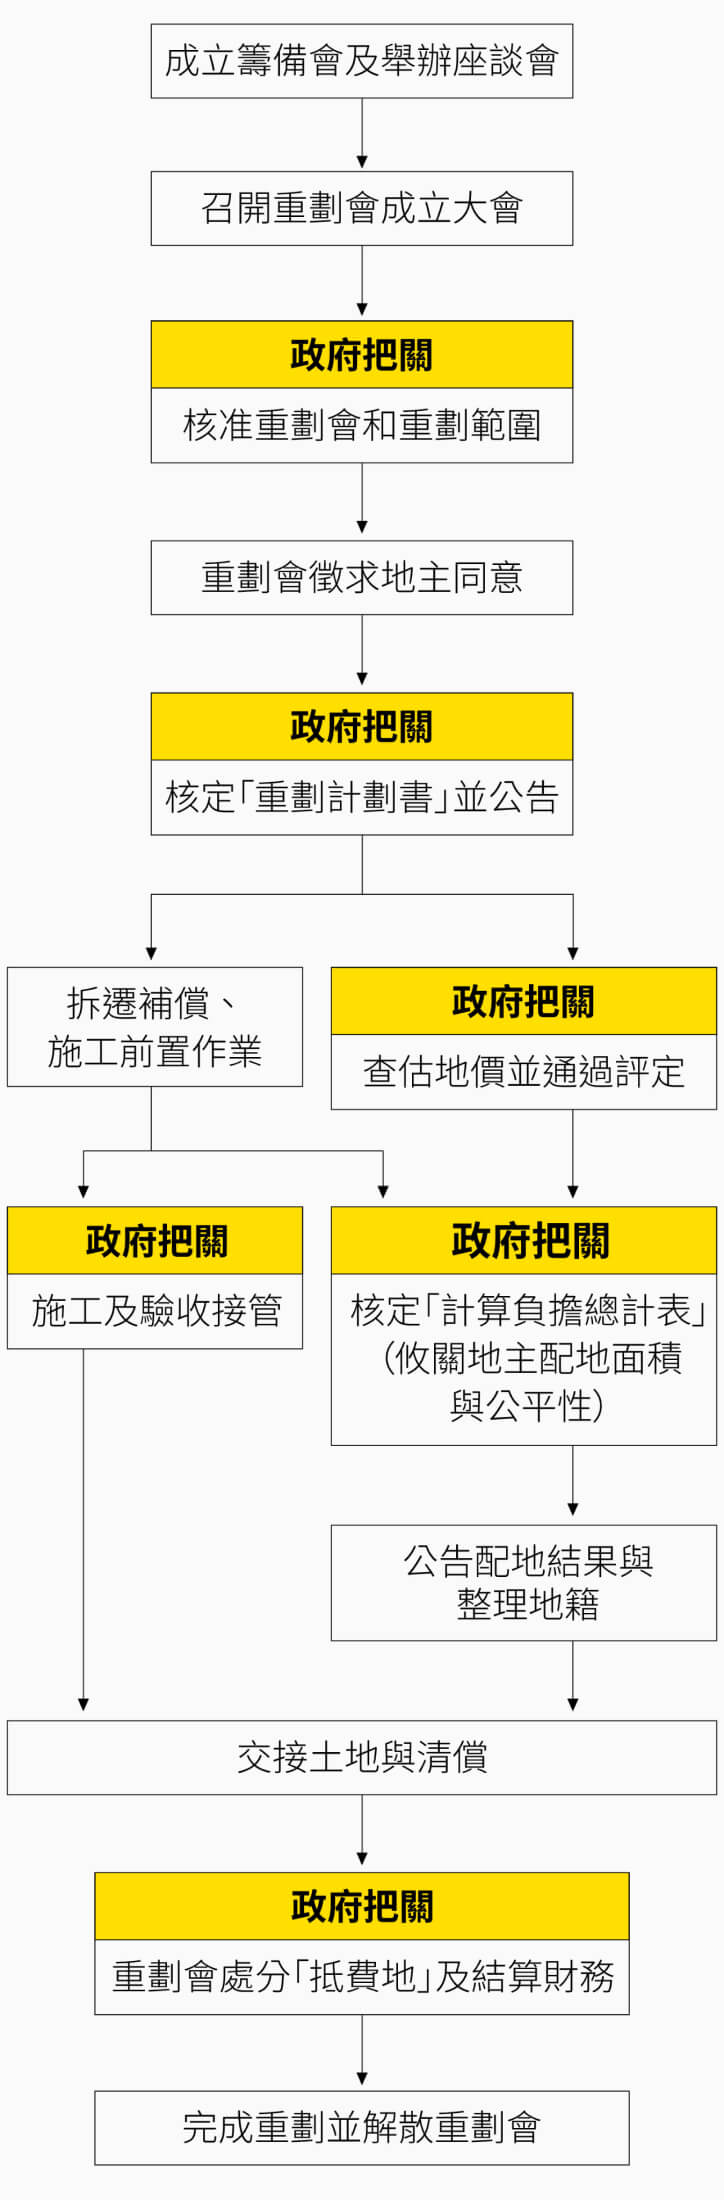 成立籌備會及舉辦座談會
召開重劃會成立大會
政府把關
核准重劃會和重劃範圍
重劃會徵求地主同意
政府把關
核定「重劃計劃書」並公告
拆遷補償、
施工前置作業
政府把關
查估地價並通過評定
政府把關
施工及驗收接管
政府把關
核定「計算負擔總計表」
（攸關地主配地面積
與公平性）
公告配地結果與
整理地籍
交接土地與清償
政府把關
重劃會處分「抵費地」及結算財務
完成重劃並解散重劃會